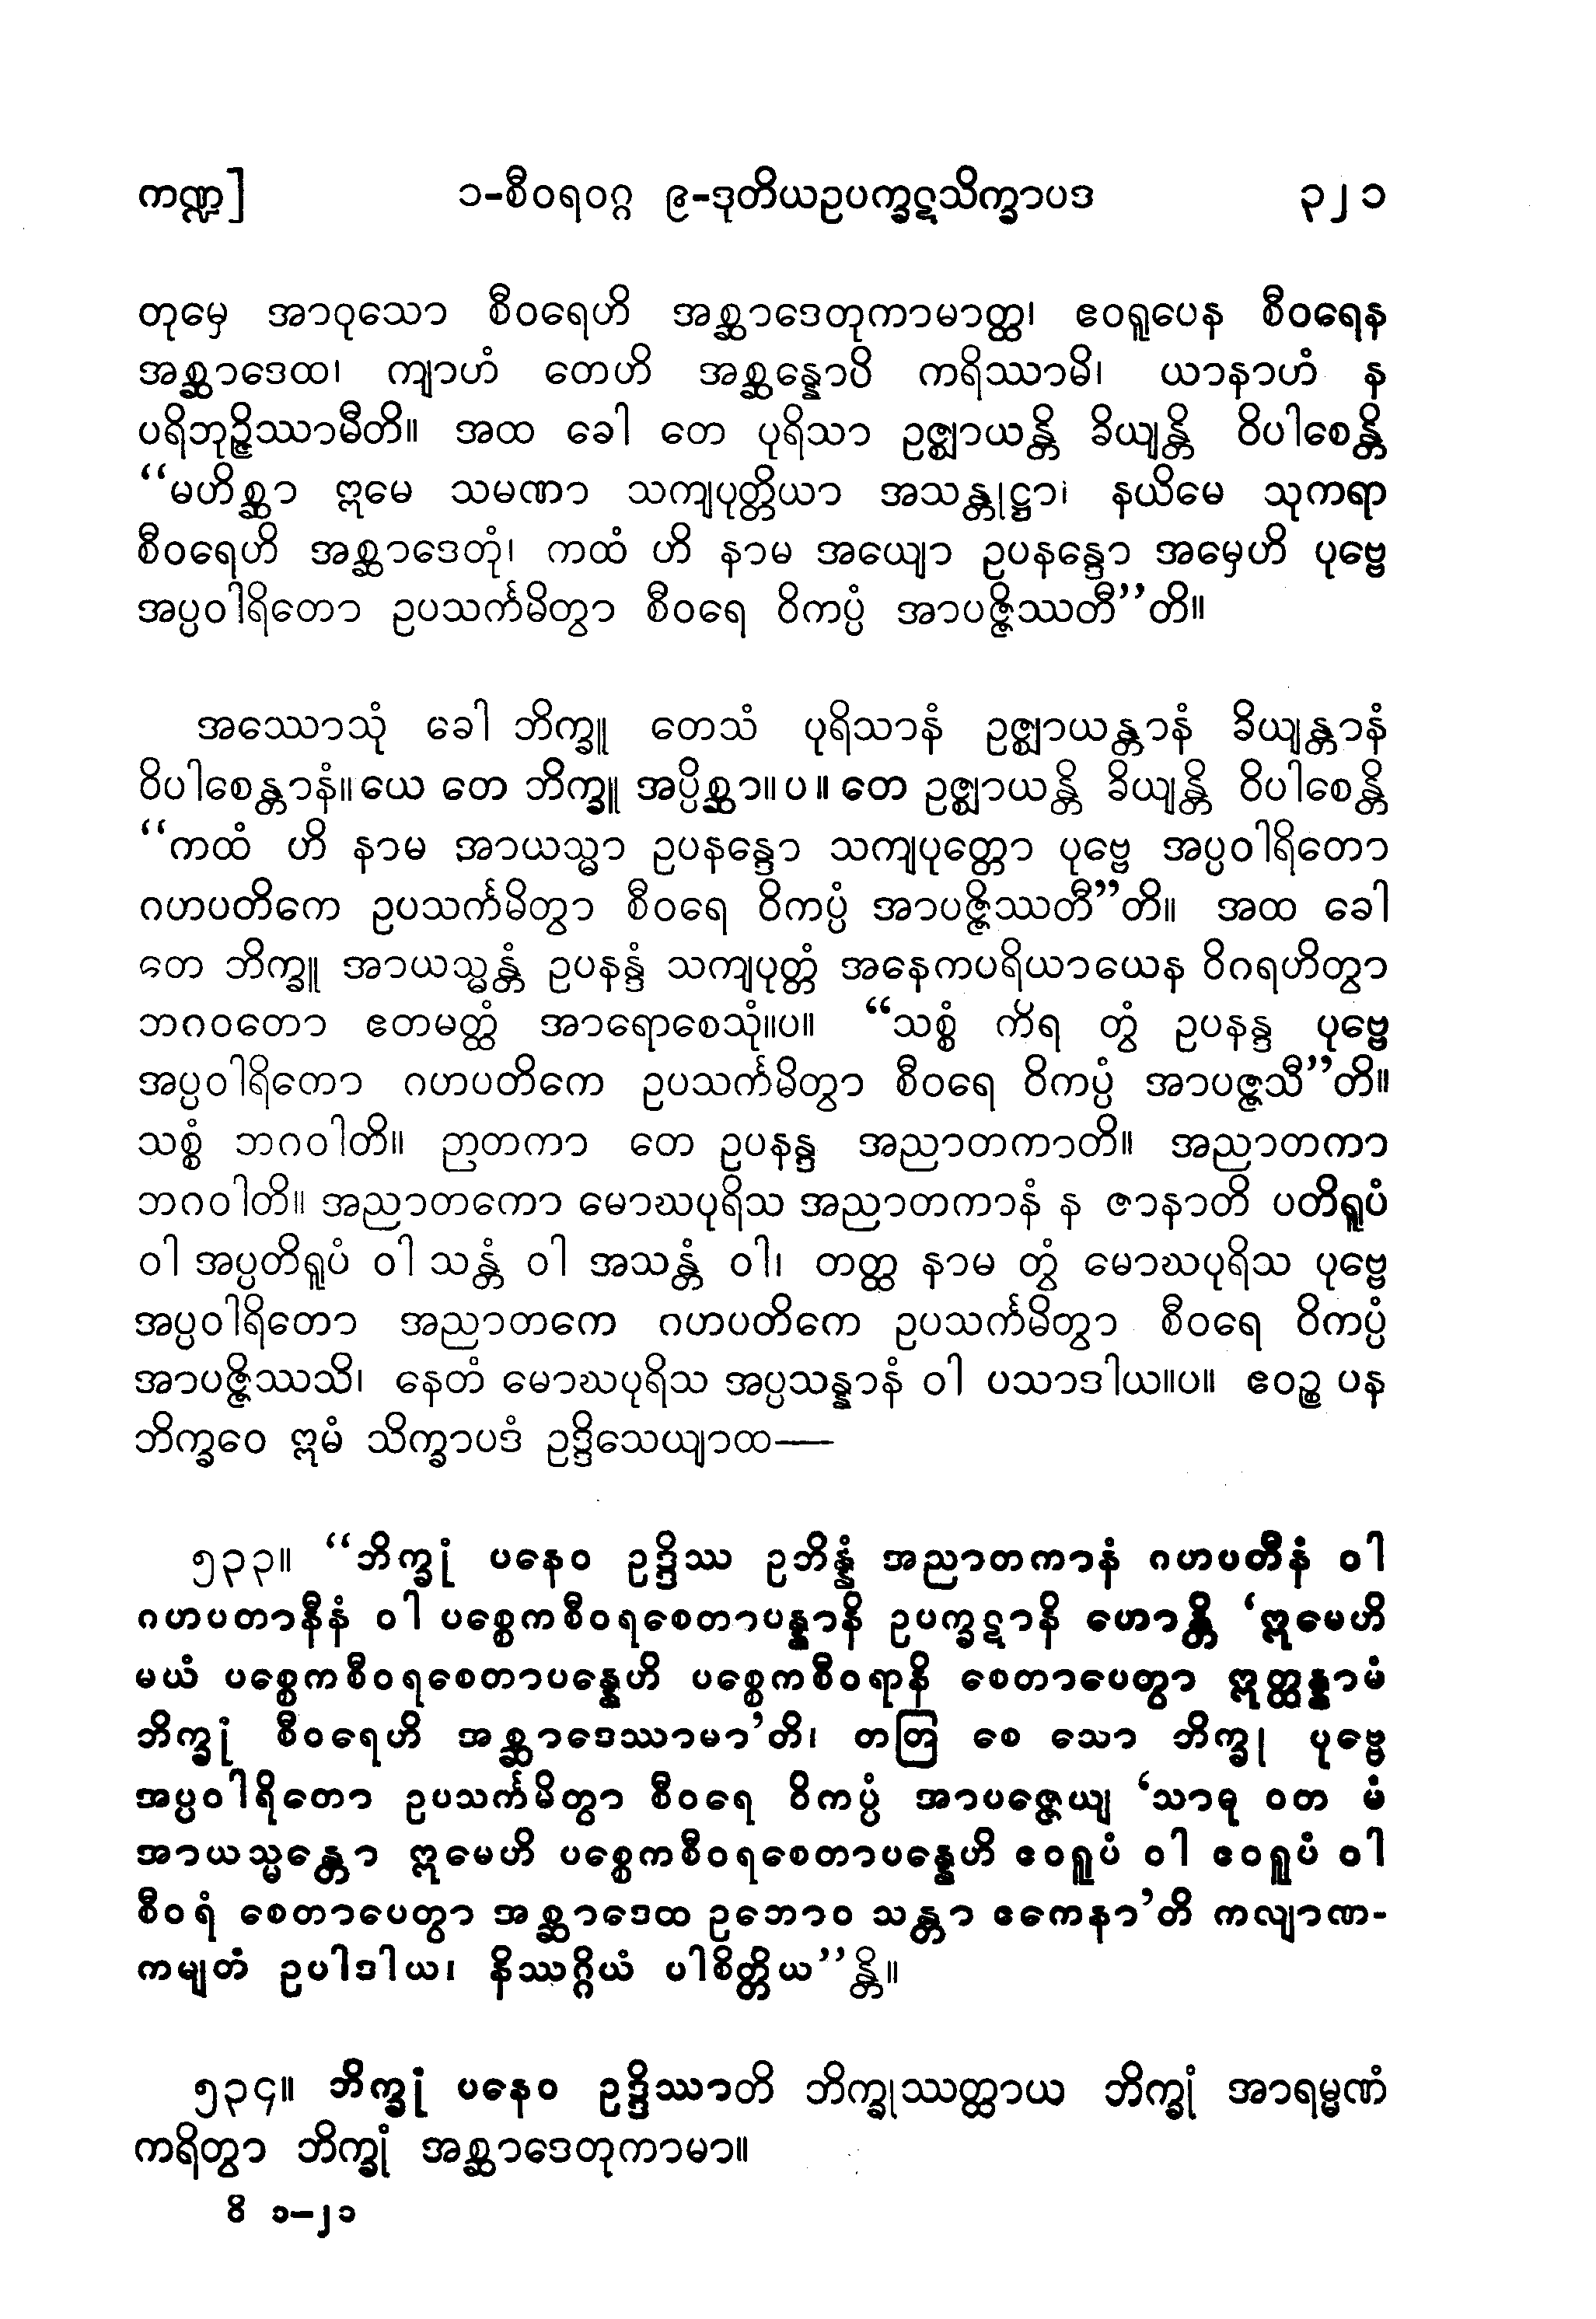 ကဏ္ဍ] ၁-စီဝရဝဂ္ဂ ၉-ဒုတိယဥပက္ခဋသိက္ခာပဒ ၃၂၁
တုမှေ အာဝုသော စီဝရေဟိ အစ္ဆာဒေတုကာမာတ္ထ၊ ဧဝရူပေန စီဝရေန
အစ္ဆာဒေထ၊ ကျာဟံ တေဟိ အစ္ဆန္နောပိ ကရိဿာမိ၊ ယာနာဟံ န
ပရိဘုဉ္ဇိဿာမီတိ။ အထ ခေါ တေ ပုရိသာ ဥဇ္ဈာယန္တိ ခိယျန္တိ ဝိပါစေန္တိ
“မဟိစ္ဆာ ဣမေ သမဏာ သကျပုတ္တိယာ အသန္တုဋ္ဌာ၊ နယိမေ သုကရာ
စီဝရေဟိ အစ္ဆာဒေတုံ၊ ကထံ ဟိ နာမ အယျော ဥပနန္ဒော အမှေဟိ ပုဗ္ဗေ
အပ္ပဝါရိတော ဥပသင်္ကမိတွာ စီဝရေ ဝိကပ္ပံ အာပဇ္ဇိဿတီ”တိ။
အဿောသုံ ခေါ ဘိက္ခူ တေသံ ပုရိသာနံ ဥဇ္ဈာယန္တာနံ ခိယျန္တာနံ
ဝိပါစေန္တာနံ။ ယေ တေ ဘိက္ခူ အပ္ပိစ္ဆာ။ ပ ။ တေ ဥဇ္ဈာယန္တိ ခိယျန္တိ ဝိပါစေန္တိ
“ကထံ ဟိ နာမ အာယသ္မာ ဥပနန္ဒော သကျပုတ္တော ပုဗ္ဗေ အပ္ပဝါရိတော
ဂဟပတိကေ ဥပသင်္ကမိတွာ စီဝရေ ဝိကပ္ပံ အာပဇ္ဇိဿတီ”တိ။ အထ ခေါ
တေ ဘိက္ခူ အာယသ္မန္တံ ဥပနန္ဒံ သကျပုတ္တံ အနေကပရိယာယေန ဝိဂရဟိတွာ
ဘဂဝတော ဧတမတ္ထံ အာရောစေသုံ။ပ။ “သစ္စံ ကိရ တွံ ဥပနန္ဒ ပုဗ္ဗေ
အပ္ပဝါရိတော ဂဟပတိကေ ဥပသင်္ကမိတွာ စီဝရေ ဝိကပ္ပံ အာပဇ္ဇသီ”တိ။
သစ္စံ ဘဂဝါတိ။ ဉာတကာ တေ ဥပနန္ဒ အညာတကာတိ။ အညာတကာ
ဘဂဝါတိ။ အညာတကော မောဃပုရိသ အညာတကာနံ န ဇာနာတိ ပတိရူပံ
ဝါ အပ္ပတိရူပံ ဝါ သန္တံ ဝါ အသန္တံ ဝါ၊ တတ္ထ နာမ တွံ မောဃပုရိသ ပုဗ္ဗေ
အပ္ပဝါရိတော အညာတကေ ဂဟပတိကေ ဥပသင်္ကမိတွာ စီဝရေ ဝိကပ္ပံ
အာပဇ္ဇိဿသိ၊ နေတံ မောဃပုရိသ အပ္ပသန္နာနံ ဝါ ပသာဒါယ။ပ။ ဧဝဉ္စ ပန
ဘိက္ခဝေ ဣမံ သိက္ခာပဒံ ဥဒ္ဒိသေယျာထ—
၅၃၃။ “ဘိက္ခုံ ပနေဝ ဥဒ္ဒိဿ ဥဘိန္နံ အညာတကာနံ ဂဟပတီနံ ဝါ
ဂဟပတာနီနံ ဝါ ပစ္စေကစီဝရစေတာပန္နာနိ ဥပက္ခဋာနိ ဟောန္တိ ‘ဣမေဟိ
မယံ ပစ္စေကစီဝရစေတာပန္နေဟိ ပစ္စေကစီဝရာနိ စေတာပေတွာ ဣတ္ထန္နာမံ
ဘိက္ခုံ စီဝရေဟိ အစ္ဆာဒေဿာမာ’တိ၊ တတြ စေ သော ဘိက္ခု ပုဗ္ဗေ
အပ္ပဝါရိတော ဥပသင်္ကမိတွာ စီဝရေ ဝိကပ္ပံ အာပဇ္ဇေယျ ‘သာဓု ဝတ မံ
အာယသ္မန္တော ဣမေဟိ ပစ္စေကစီဝရစေတာပန္နေဟိ ဧဝရူပံ ဝါ ဧဝရူပံ ဝါ
စီဝရံ စေတာပေတွာ အစ္ဆာဒေထ ဥဘောဝ သန္တာ ဧကေနာ’တိ ကလျာဏ-
ကမျတံ ဥပါဒါယ၊ နိဿဂ္ဂိယံ ပါစိတ္တိယ”န္တိ။
၅၃၄။ ဘိက္ခုံ ပနေဝ ဥဒ္ဒိဿာတိ ဘိက္ခုဿတ္ထာယ ဘိက္ခုံ အာရမ္မဏံ
ကရိတွာ ဘိက္ခုံ အစ္ဆာဒေတုကာမာ။
ဝိ ၁–၂၁